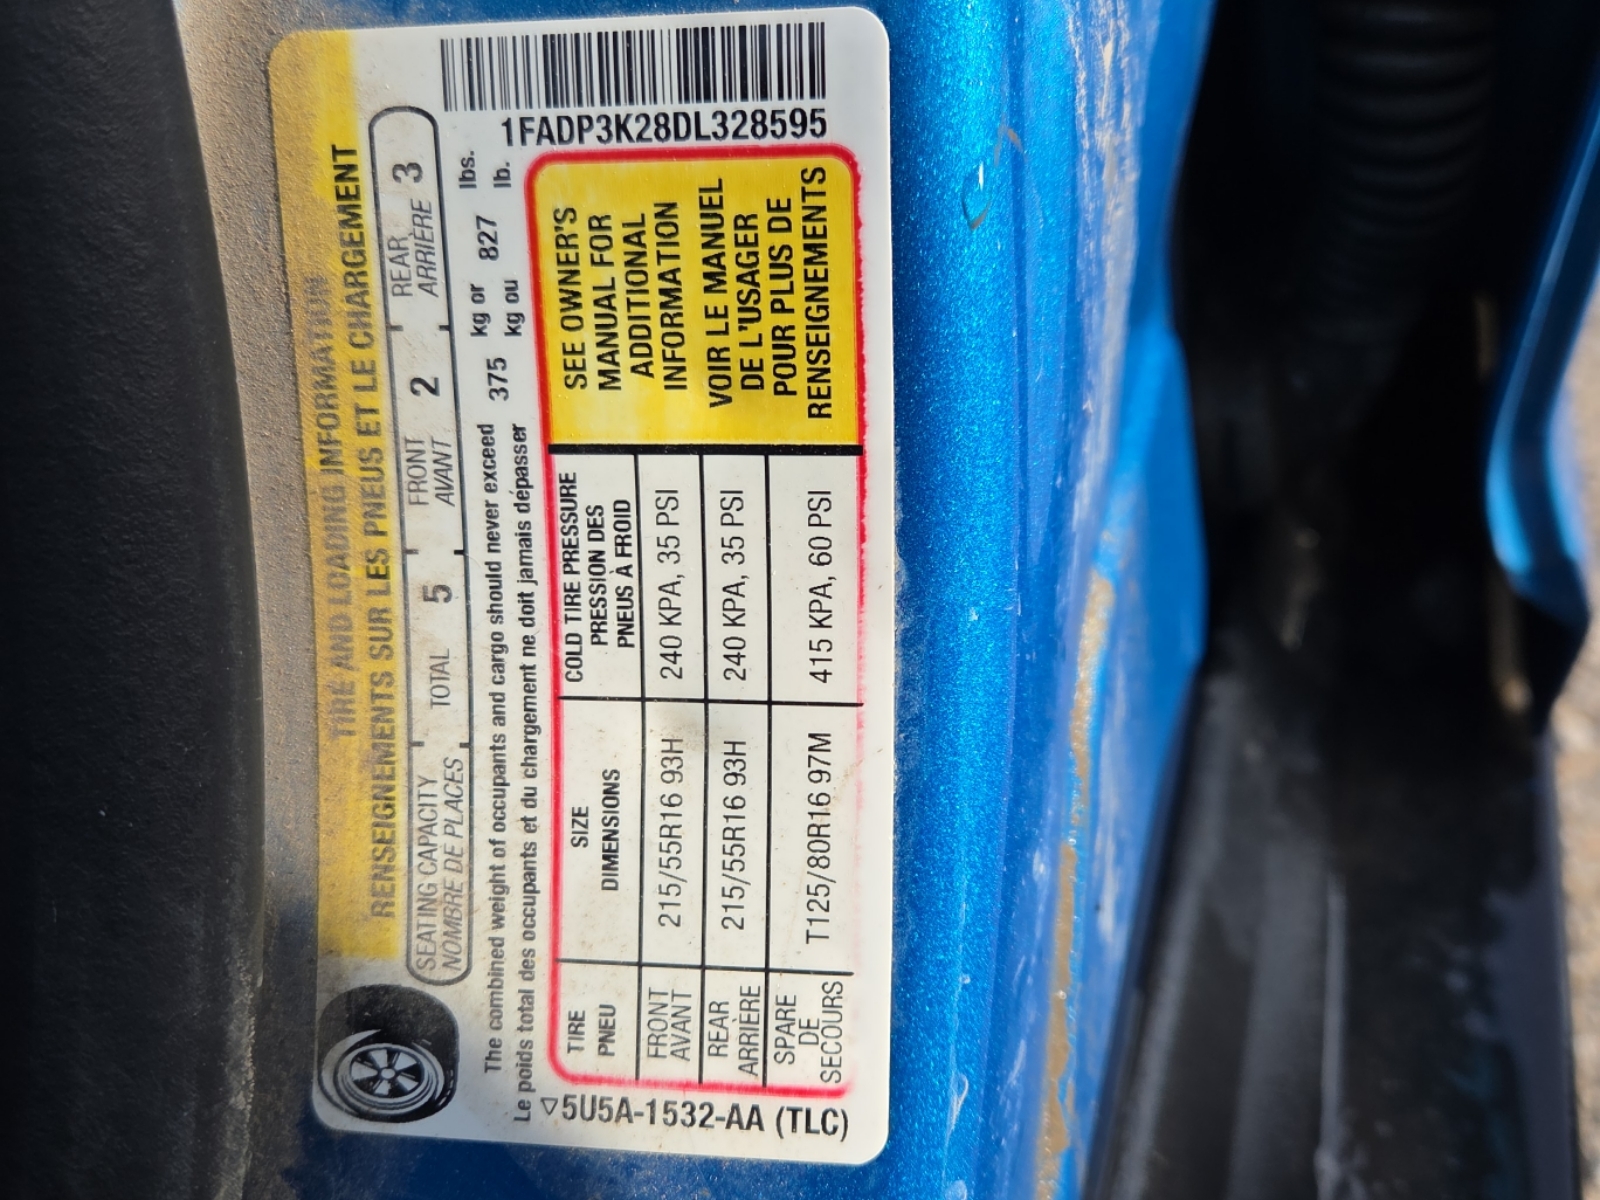 TIRE AND LOADING INFORMATION
RENSEIGNEMENTS SUR LES PNEUS ET LE CHARGEMENT
SEATING CAPACITY TOTAL 5 FRONT 2 REAR 3
NOMBRE DE PLACES AVANT ARRIÈRE
The combined weight of occupants and cargo should never exceed 375 kg or 827 lbs.
Le poids total des occupants et du chargement ne doit jamais dépasser kg ou lb.
1FADP3K28DL328595
TIRE SIZE COLD TIRE PRESSURE
PNEU DIMENSIONS PRESSION DES
PNEUS À FROID
FRONT 215/55R16 93H 240 KPA, 35 PSI
AVANT
REAR 215/55R16 93H 240 KPA, 35 PSI
ARRIÈRE
SPARE
DE T125/80R16 97M 415 KPA, 60 PSI
SECOURS
SEE OWNER'S
MANUAL FOR
ADDITIONAL
INFORMATION
VOIR LE MANUEL
DE L'USAGER
POUR PLUS DE
RENSEIGNEMENTS
▽5U5A-1532-AA (TLC)